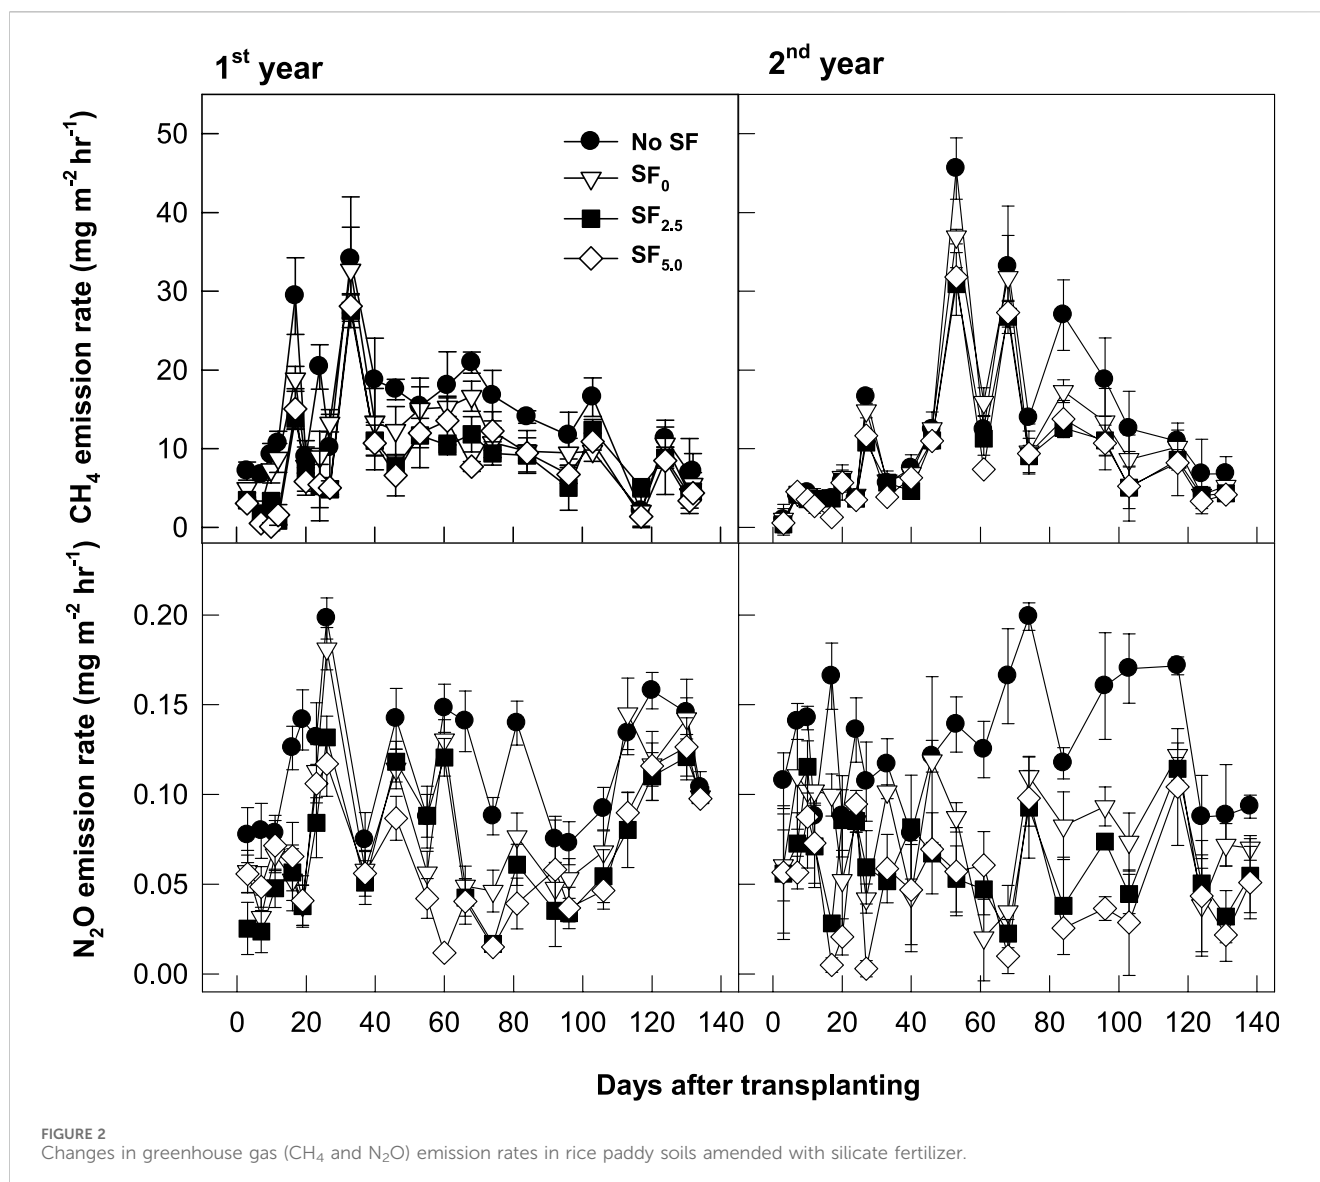 1st year
2nd year
CH4 emission rate (mg m-2 hr-1)
50
40
30
20
10
0
No SF
SF0
SF2.5
SF5.0
N2O emission rate (mg m-2 hr-1)
0.20
0.15
0.10
0.05
0.00
0 20 40 60 80 100 120 140
0 20 40 60 80 100 120 140
Days after transplanting
FIGURE 2
Changes in greenhouse gas (CH4 and N2O) emission rates in rice paddy soils amended with silicate fertilizer.